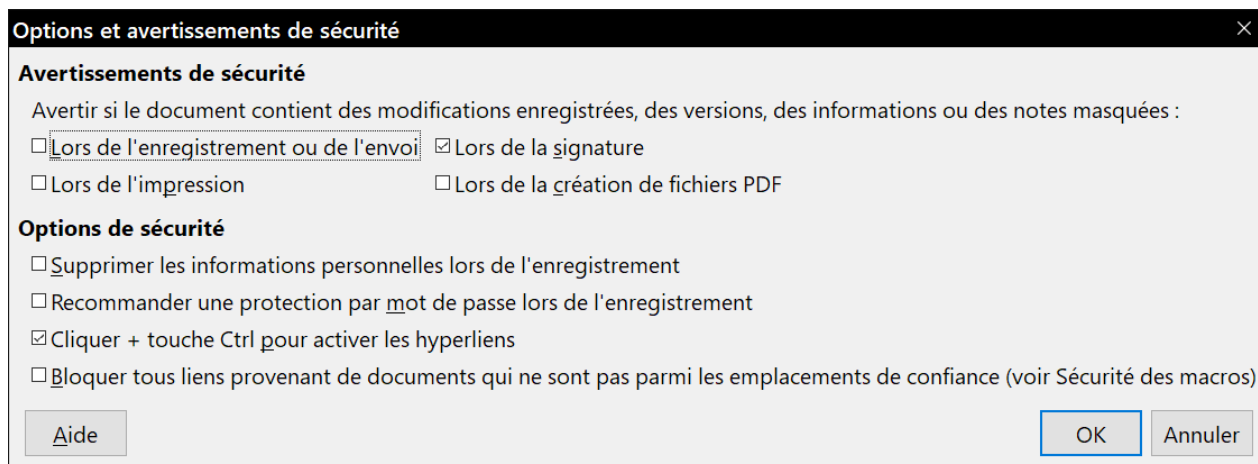 Options et avertissements de sécurité
Avertissements de sécurité
Avertir si le document contient des modifications enregistrées, des versions, des informations ou des notes masquées :
Lors de l'enregistrement ou de l'envoi Lors de la signature
Lors de l'impression Lors de la création de fichiers PDF
Options de sécurité
Supprimer les informations personnelles lors de l'enregistrement
Recommander une protection par mot de passe lors de l'enregistrement
Cliquer + touche Ctrl pour activer les hyperliens
Bloquer tous liens provenant de documents qui ne sont pas parmi les emplacements de confiance (voir Sécurité des macros)
Aide OK Annuler